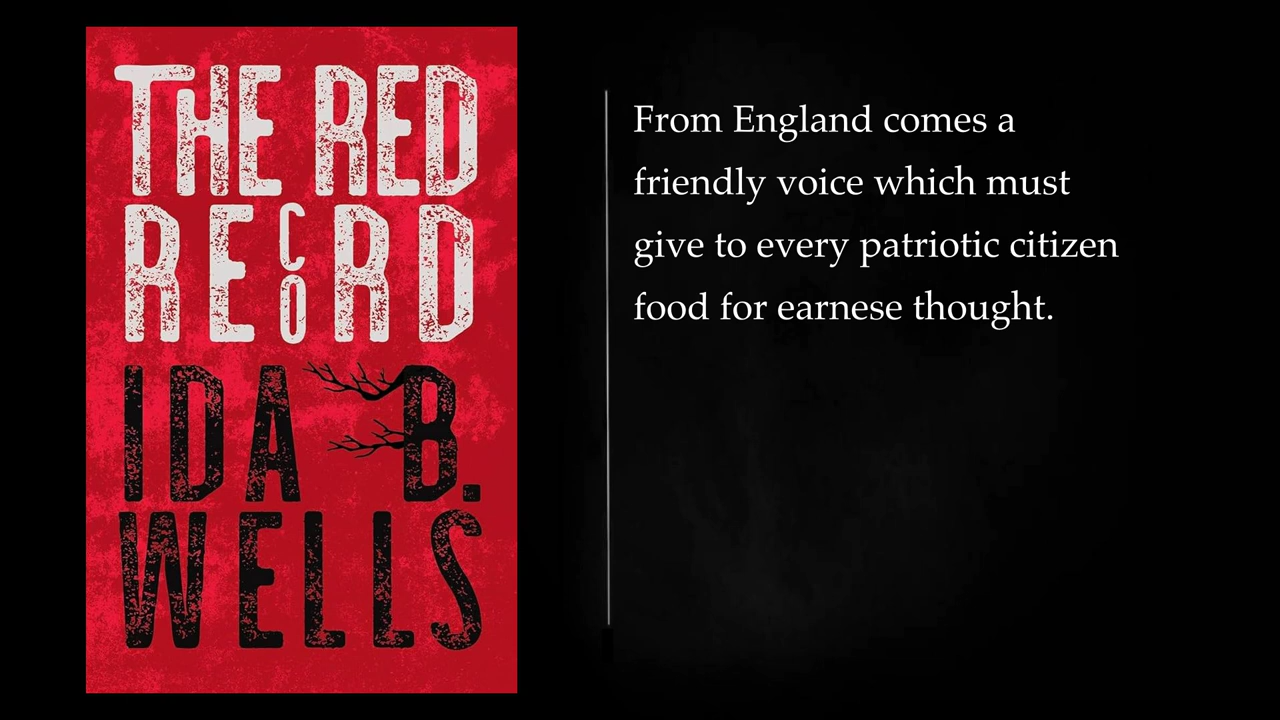 THE RED
RECORD
IDA B.
WELLS
From England comes a
friendly voice which must
give to every patriotic citizen
food for earnese thought.